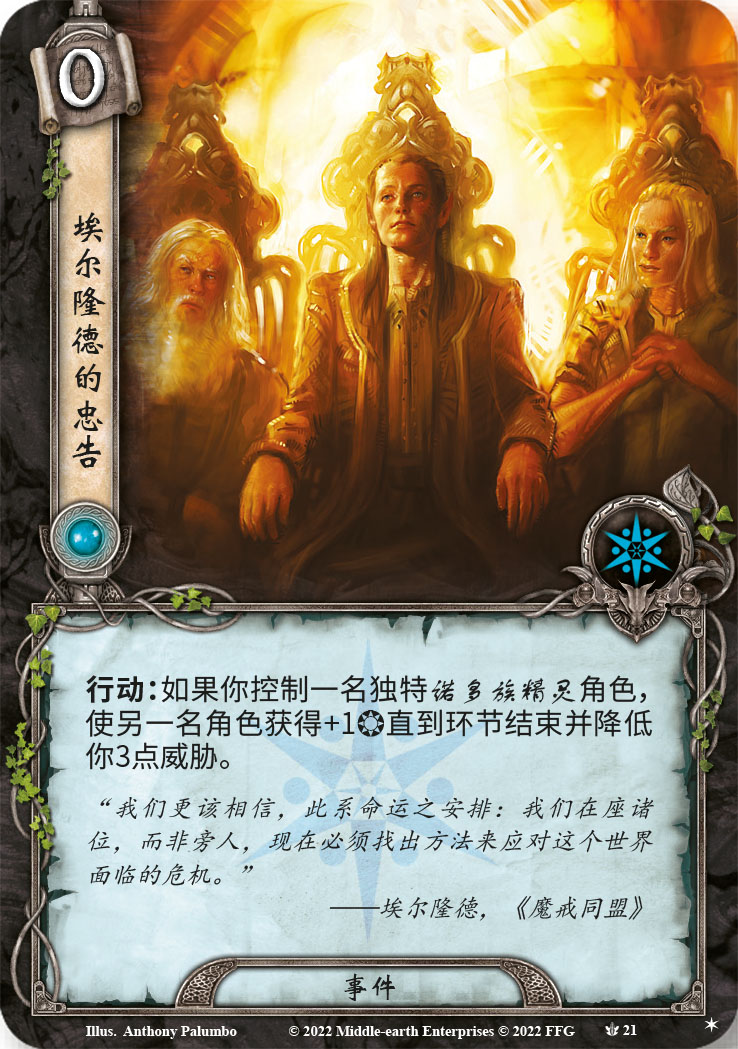 0
埃尔隆德的忠告
行动：如果你控制一名独特诺多族精灵角色，
使另一名角色获得+1直到环节结束并降低
你3点威胁。
“我们更该相信，此系命运之安排：我们在座诸
位，而非旁人，现在必须找出方法来应对这个世界
面临的危机。”
——埃尔隆德，《魔戒同盟》
事件
Illus. Anthony Palumbo © 2022 Middle-earth Enterprises © 2022 FFG 21